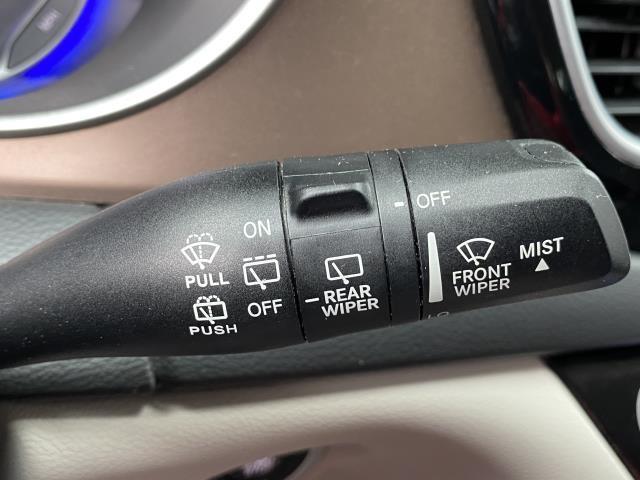 ON
PULL
OFF
PUSH
REAR
WIPER
OFF
FRONT
WIPER
MIST